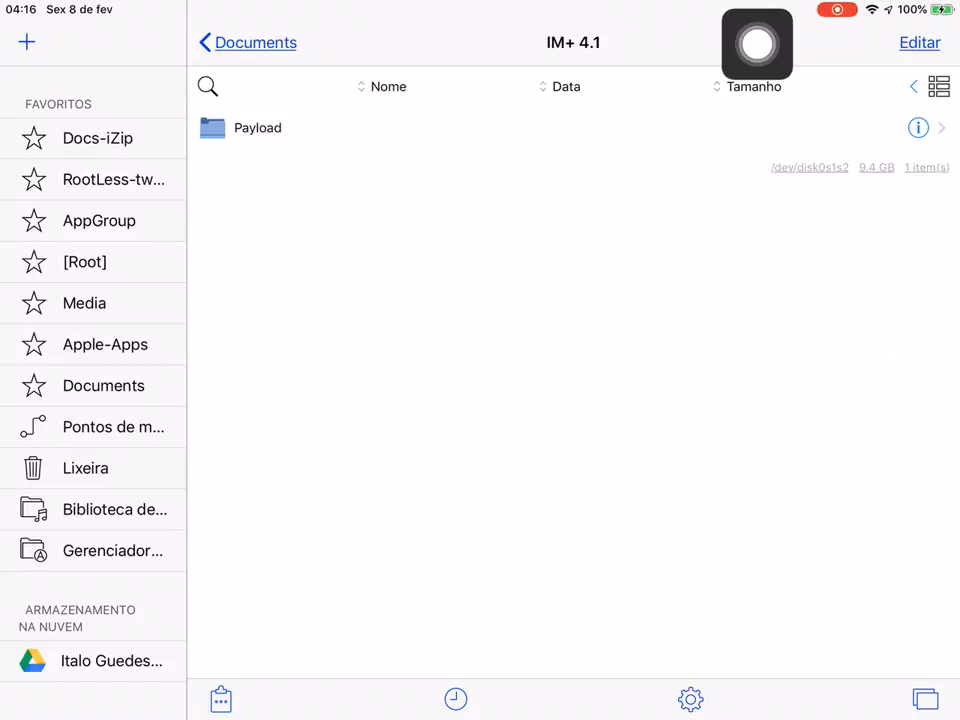 04:16 Sex 8 de fev
100%
Documents
IM+ 4.1
Editar
Nome
Data
Tamanho
Payload
/dev/disk0s1s2 9.4 GB 1 item(s)
FAVORITOS
Docs-iZip
RootLess-tw...
AppGroup
[Root]
Media
Apple-Apps
Documents
Pontos de m...
Lixeira
Biblioteca de...
Gerenciador...
ARMAZENAMENTO
NA NUVEM
Italo Guedes...